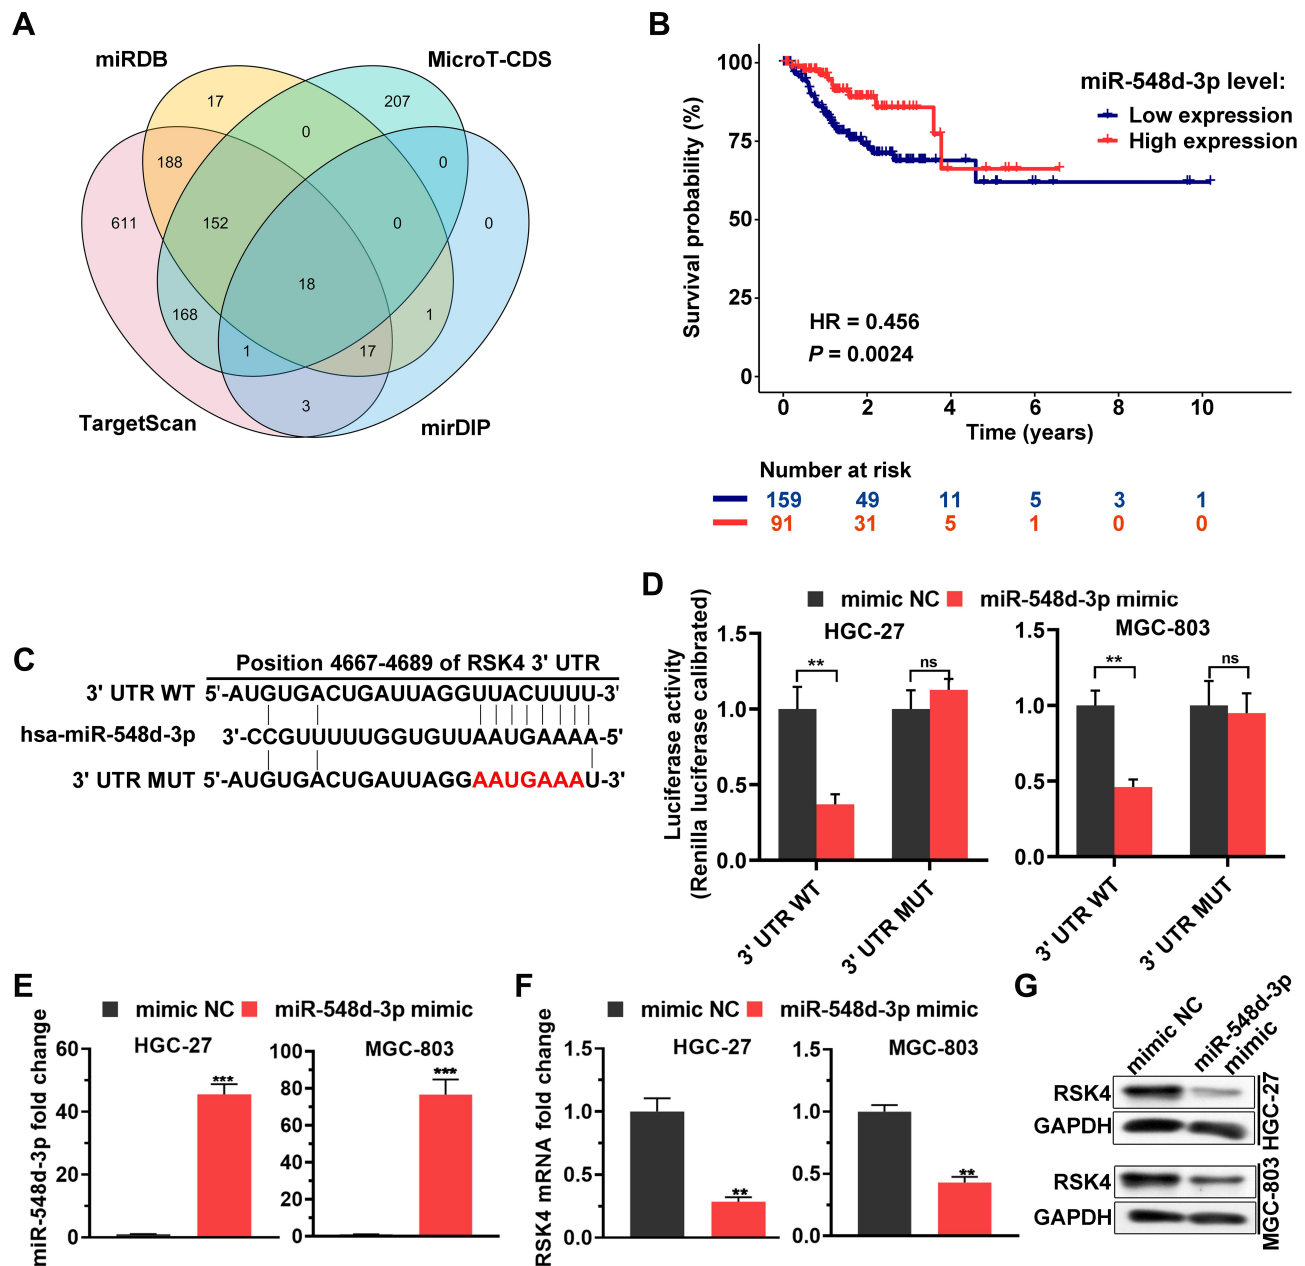 A
miRDB
MicroT-CDS
17
207
0
188
0
611
152
0
0
18
168
1
1
17
3
TargetScan
mirDIP
B
Survival probability (%)
100
75
50
25
0
miR-548d-3p level:
Low expression
High expression
HR = 0.456
P = 0.0024
0 2 4 6 8 10
Time (years)
Number at risk
159 49 11 5 3 1
91 31 5 1 0 0
C
Position 4667-4689 of RSK4 3' UTR
3' UTR WT 5'-AUGUGACUGAUUAGGUUACUUUU-3'
hsa-miR-548d-3p 3'-CCGUUUUUGGUGUUAAUGAAAA-5'
3' UTR MUT 5'-AUGUGACUGAUUAGGAAUGAAAU-3'
D
mimic NC miR-548d-3p mimic
Luciferase activity
(Renilla luciferase calibrated)
HGC-27
1.5
1.0
0.5
0.0
** ns
3' UTR WT 3' UTR MUT
MGC-803
1.5
1.0
0.5
0.0
** ns
3' UTR WT 3' UTR MUT
E
mimic NC miR-548d-3p mimic
miR-548d-3p fold change
HGC-27
60
40
20
0
***
MGC-803
100
80
60
40
20
0
***
F
mimic NC miR-548d-3p mimic
RSK4 mRNA fold change
HGC-27
1.5
1.0
0.5
0.0
**
MGC-803
1.5
1.0
0.5
0.0
**
G
mimic NC
miR-548d-3p
mimic
RSK4
GAPDH
HGC-27
RSK4
GAPDH
MGC-803